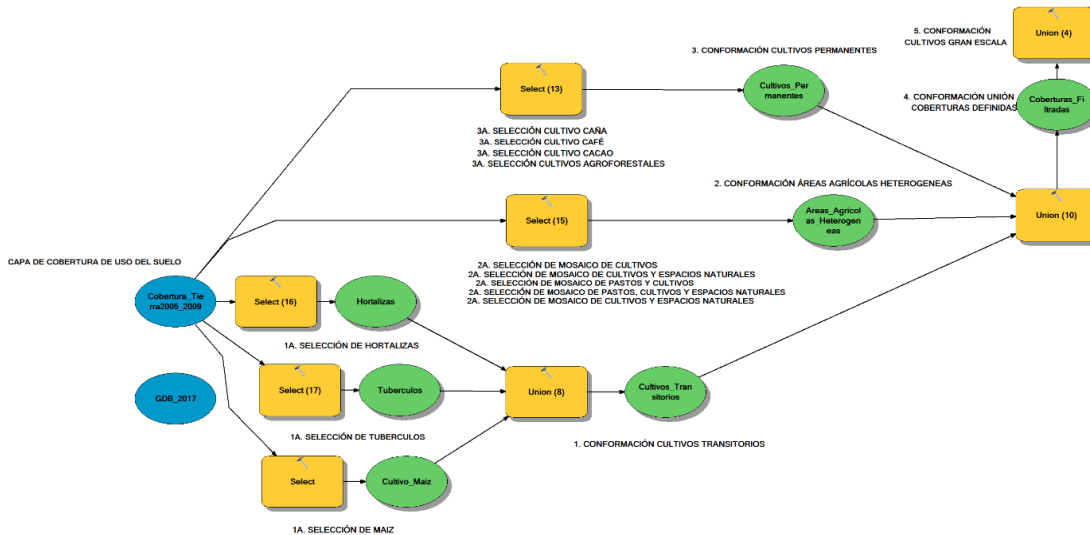 5. CONFORMACIÓN
CULTIVOS GRAN ESCALA
Union (4)
3. CONFORMACIÓN CULTIVOS PERMANENTES
Select (13)
Cultivos_Per
manentes
4. CONFORMACIÓN UNIÓN
COBERTURAS DEFINIDAS
Coberturas_Fi
ltradas
3A. SELECCIÓN CULTIVO CAÑA
3A. SELECCIÓN CULTIVO CAFÉ
3A. SELECCIÓN CULTIVO CACAO
3A. SELECCIÓN CULTIVOS AGROFORESTALES
2. CONFORMACIÓN ÁREAS AGRÍCOLAS HETEROGENEAS
Select (15)
Areas_Agricol
as_Heterogen
eas
Union (10)
CAPA DE COBERTURA DE USO DEL SUELO
2A. SELECCIÓN DE MOSAICO DE CULTIVOS
2A. SELECCIÓN DE MOSAICO DE CULTIVOS Y ESPACIOS NATURALES
2A. SELECCIÓN DE MOSAICO DE PASTOS Y CULTIVOS
2A. SELECCIÓN DE MOSAICO DE PASTOS, CULTIVOS Y ESPACIOS NATURALES
2A. SELECCIÓN DE MOSAICO DE CULTIVOS Y ESPACIOS NATURALES
Cobertura_Tie
rra2005_2009
Select (16)
Hortalizas
1A. SELECCIÓN DE HORTALIZAS
GDB_2017
Select (17)
Tuberculos
Union (8)
Cultivos_Tran
sitorios
1A. SELECCIÓN DE TUBERCULOS
1. CONFORMACIÓN CULTIVOS TRANSITORIOS
Select
Cultivo_Maiz
1A. SELECCIÓN DE MAIZ